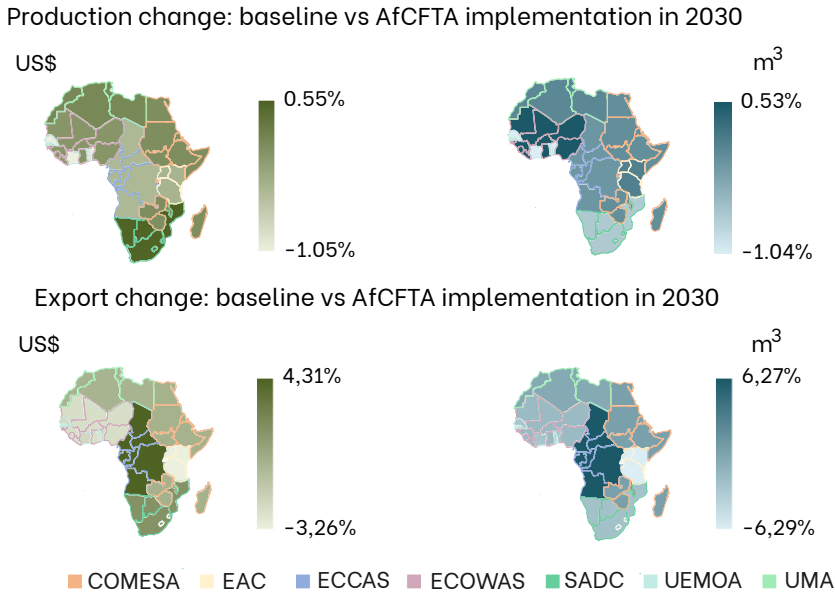 Production change: baseline vs AfCFTA implementation in 2030
US$
m³
0.55%
-1.05%
0.53%
-1.04%
Export change: baseline vs AfCFTA implementation in 2030
US$
m³
4,31%
-3,26%
6,27%
-6,29%
COMESA EAC ECCAS ECOWAS SADC UEMOA UMA